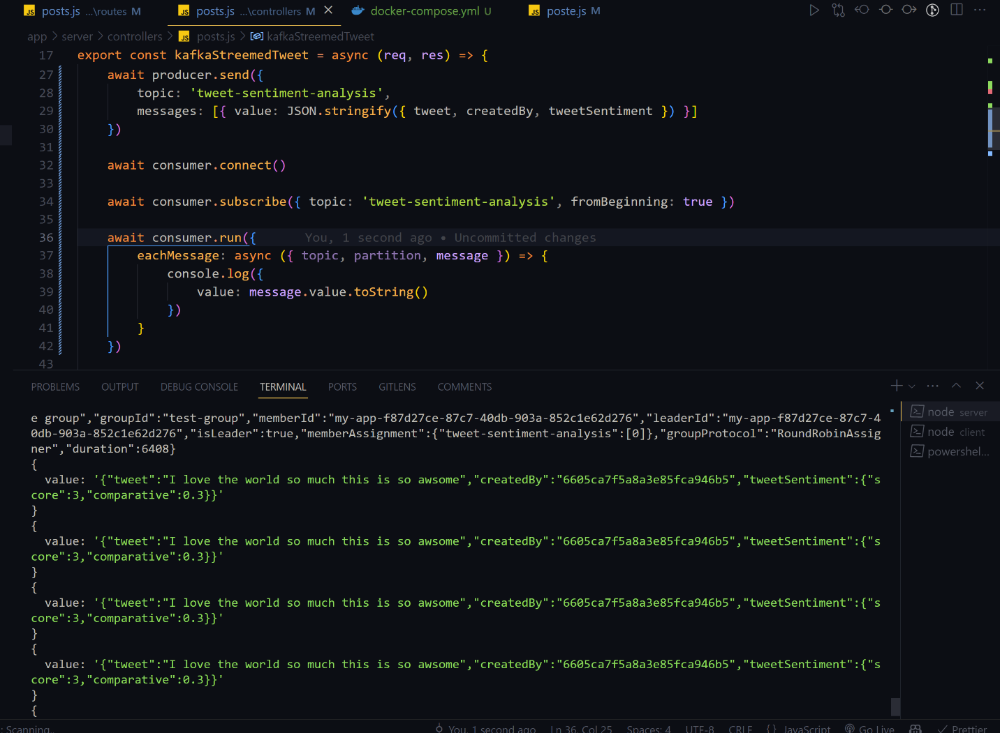 JS posts.js ...\routes M JS posts.js ...\controllers M docker-compose.yml U JS poste.js M
app > server > controllers > JS posts.js > kafkaStreemedTweet
17 export const kafkaStreemedTweet = async (req, res) => {
27 await producer.send({
28 topic: 'tweet-sentiment-analysis',
29 messages: [{ value: JSON.stringify({ tweet, createdBy, tweetSentiment }) }]
30 })
31
32 await consumer.connect()
33
34 await consumer.subscribe({ topic: 'tweet-sentiment-analysis', fromBeginning: true })
35
36 await consumer.run({ You, 1 second ago • Uncommitted changes
37 eachMessage: async ({ topic, partition, message }) => {
38 console.log({
39 value: message.value.toString()
40 })
41 }
42 })
43
PROBLEMS OUTPUT DEBUG CONSOLE TERMINAL PORTS GITLENS COMMENTS
e group","groupId":"test-group","memberId":"my-app-f87d27ce-87c7-40db-903a-852c1e62d276","leaderId":"my-app-f87d27ce-87c7-4
0db-903a-852c1e62d276","isLeader":true,"memberAssignment":{"tweet-sentiment-analysis":[0]},"groupProtocol":"RoundRobinAssig
ner","duration":6408}
{
value: '{"tweet":"I love the world so much this is so awsome","createdBy":"6605ca7f5a8a3e85fca946b5","tweetSentiment":{"s
core":3,"comparative":0.3}}'
}
{
value: '{"tweet":"I love the world so much this is so awsome","createdBy":"6605ca7f5a8a3e85fca946b5","tweetSentiment":{"s
core":3,"comparative":0.3}}'
}
{
value: '{"tweet":"I love the world so much this is so awsome","createdBy":"6605ca7f5a8a3e85fca946b5","tweetSentiment":{"s
core":3,"comparative":0.3}}'
}
{
value: '{"tweet":"I love the world so much this is so awsome","createdBy":"6605ca7f5a8a3e85fca946b5","tweetSentiment":{"s
core":3,"comparative":0.3}}'
}
{
node server
node client
powershel...
: Scanning.. You, 1 second ago Ln 36, Col 25 Spaces: 4 UTF-8 CRLF {} JavaScript Go Live Prettier